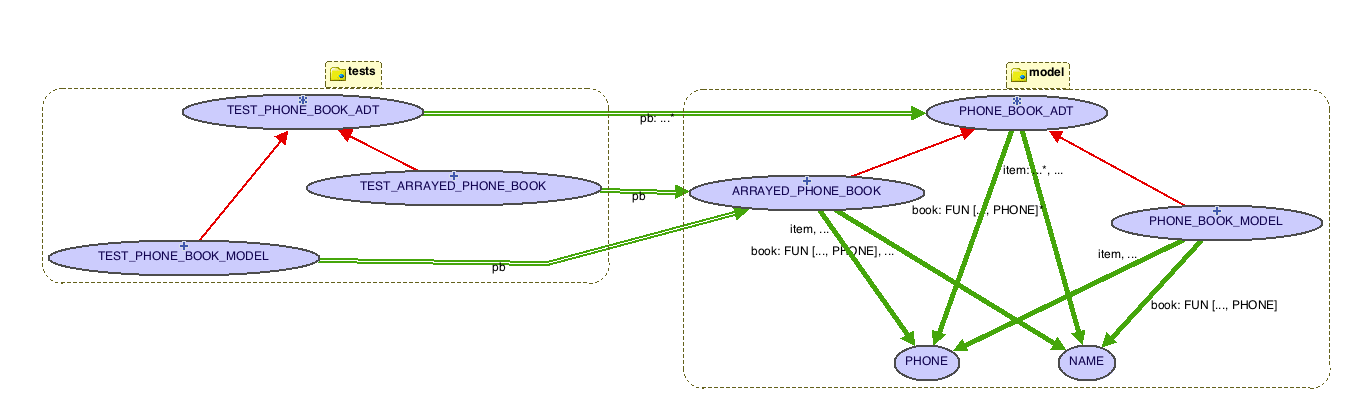 tests
model
TEST_PHONE_BOOK_ADT
PHONE_BOOK_ADT
pb: ...*
item: ...*, ...
TEST_ARRAYED_PHONE_BOOK
ARRAYED_PHONE_BOOK
pb
book: FUN [..., PHONE]*
PHONE_BOOK_MODEL
item, ...
TEST_PHONE_BOOK_MODEL
book: FUN [..., PHONE], ...
item, ...
pb
book: FUN [..., PHONE]
PHONE
NAME